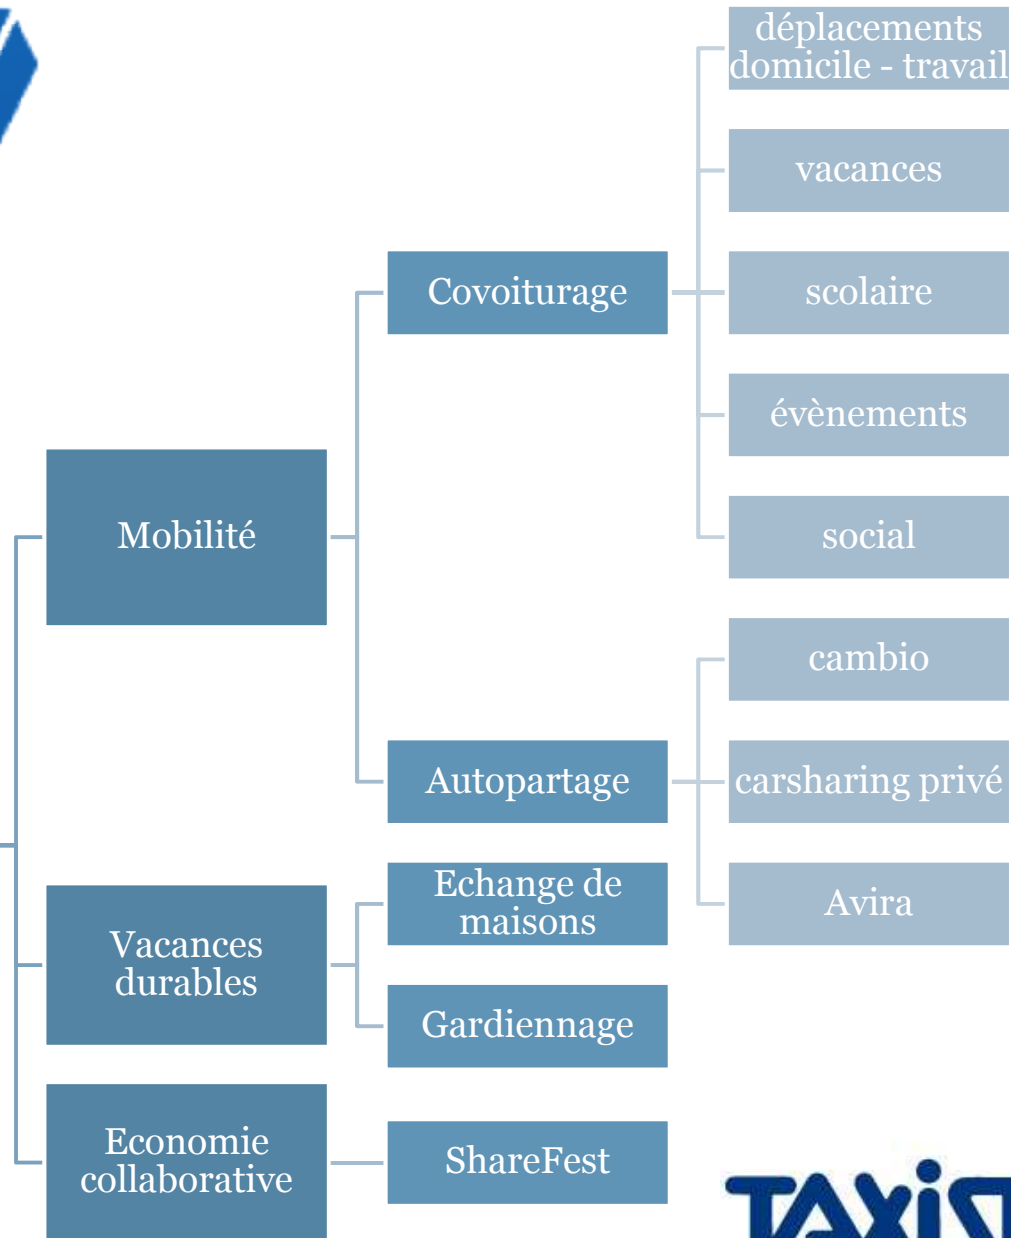 déplacements
domicile - travail
vacances
Covoiturage
scolaire
évènements
Mobilité
social
cambio
Autopartage
carsharing privé
Echange de
maisons
Avira
Vacances
durables
Gardiennage
Economie
collaborative
ShareFest